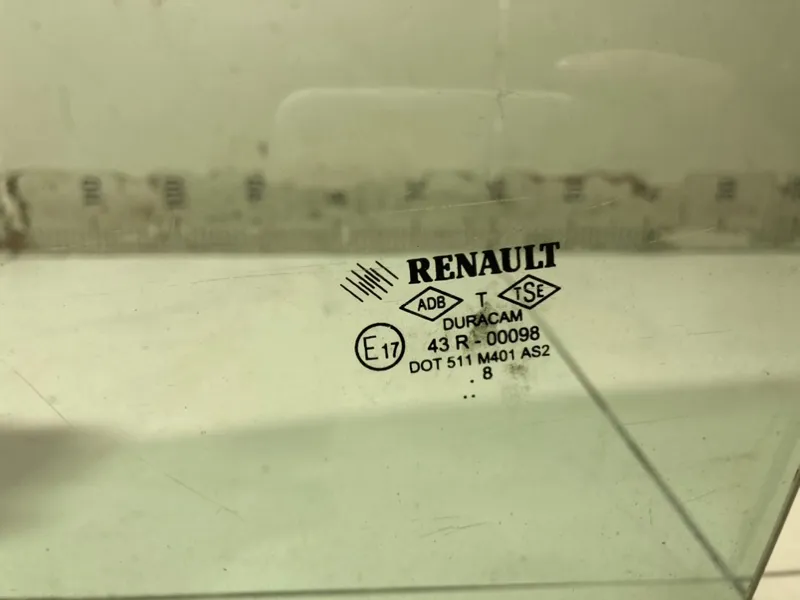 RENAULT
ADB T TSE
DURACAM
E17 43 R - 00098
DOT 511 M401 AS2
8